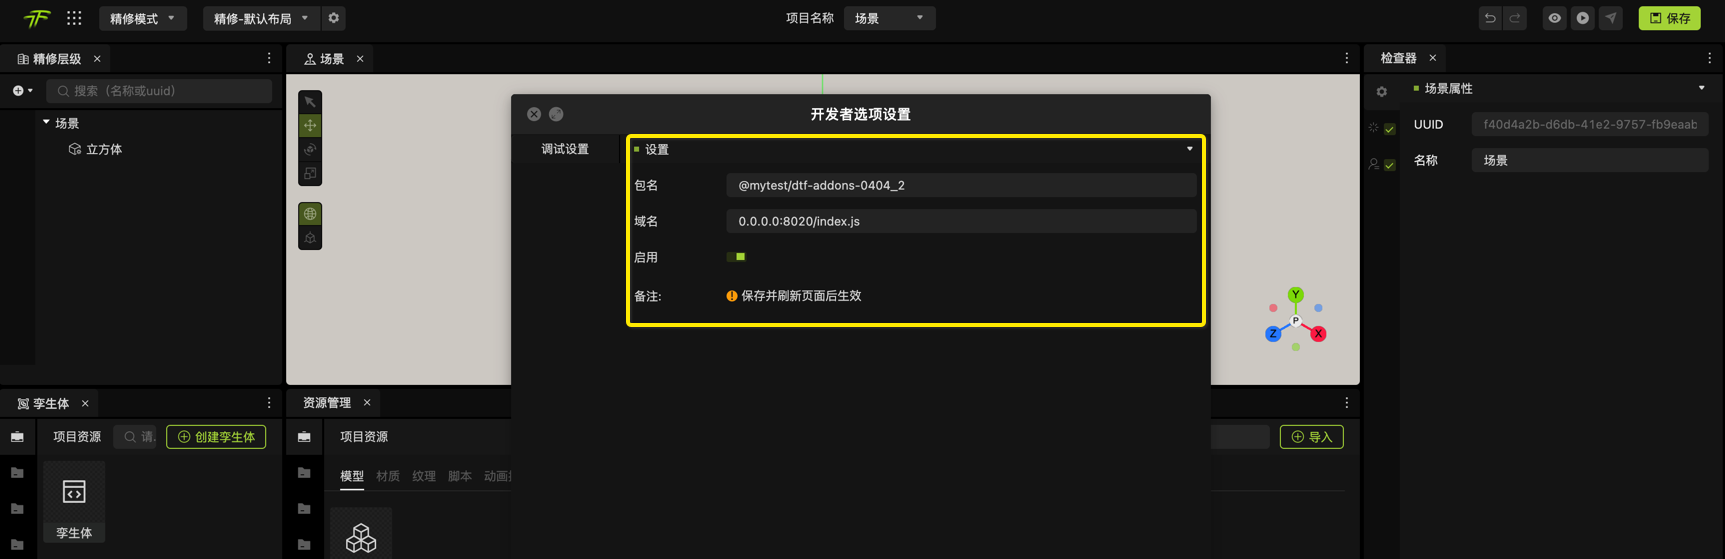 精修模式
精修-默认布局
项目名称
场景
保存
精修层级
搜索（名称或uuid）
场景
立方体
场景
开发者选项设置
调试设置
设置
包名
@mytest/dtf-addons-0404_2
域名
0.0.0.0:8020/index.js
启用
备注:
保存并刷新页面后生效
Y
P
Z
X
检查器
场景属性
UUID
f40d4a2b-d6db-41e2-9757-fb9eaab
名称
场景
孪生体
项目资源
请
创建孪生体
孪生体
资源管理
项目资源
导入
模型
材质
纹理
脚本
动画